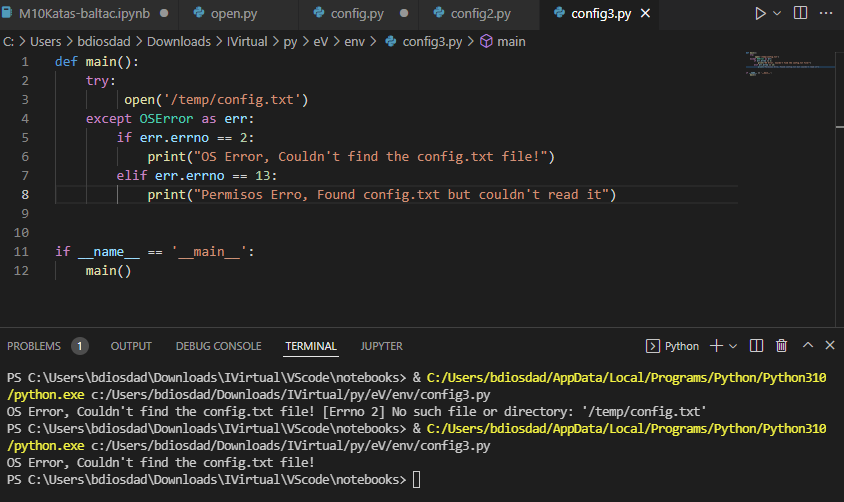 M10Katas-baltac.ipynb open.py config.py config2.py config3.py
C: > Users > bdiosdad > Downloads > IVirtual > py > eV > env > config3.py > main
1 def main():
2 try:
3 open('/temp/config.txt')
4 except OSError as err:
5 if err.errno == 2:
6 print("OS Error, Couldn't find the config.txt file!")
7 elif err.errno == 13:
8 print("Permisos Erro, Found config.txt but couldn't read it")
9
10
11 if __name__ == '__main__':
12 main()
PROBLEMS 1 OUTPUT DEBUG CONSOLE TERMINAL JUPYTER Python
PS C:\Users\bdiosdad\Downloads\IVirtual\VScode\notebooks> & C:/Users/bdiosdad/AppData/Local/Programs/Python/Python310
/python.exe c:/Users/bdiosdad/Downloads/IVirtual/py/eV/env/config3.py
OS Error, Couldn't find the config.txt file! [Errno 2] No such file or directory: '/temp/config.txt'
PS C:\Users\bdiosdad\Downloads\IVirtual\VScode\notebooks> & C:/Users/bdiosdad/AppData/Local/Programs/Python/Python310
/python.exe c:/Users/bdiosdad/Downloads/IVirtual/py/eV/env/config3.py
OS Error, Couldn't find the config.txt file!
PS C:\Users\bdiosdad\Downloads\IVirtual\VScode\notebooks>